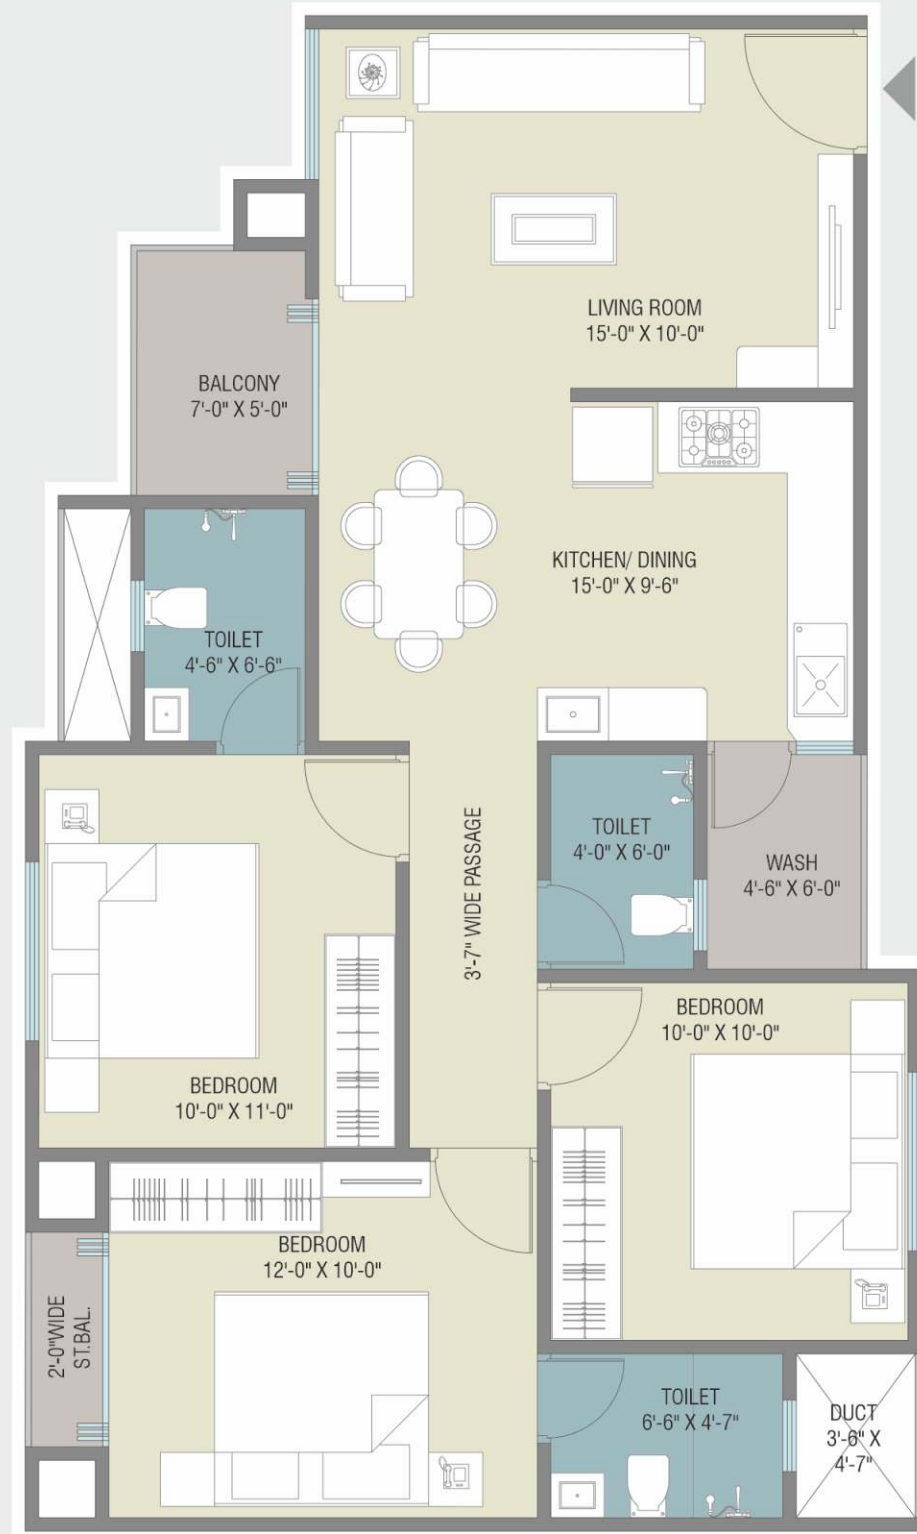 LIVING ROOM
15'-0" X 10'-0"
BALCONY
7'-0" X 5'-0"
KITCHEN/ DINING
15'-0" X 9'-6"
TOILET
4'-6" X 6'-6"
3'-7" WIDE PASSAGE
TOILET
4'-0" X 6'-0"
WASH
4'-6" X 6'-0"
BEDROOM
10'-0" X 10'-0"
BEDROOM
10'-0" X 11'-0"
BEDROOM
12'-0" X 10'-0"
2'-0"WIDE
ST.BAL.
TOILET
6'-6" X 4'-7"
DUCT
3'-6" X
4'-7"